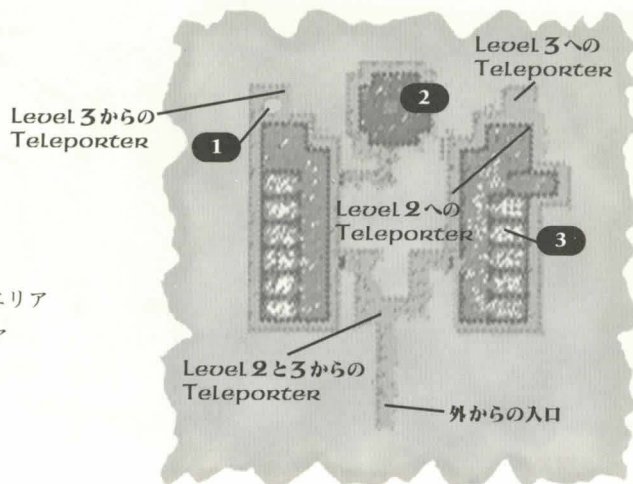 Level 3への
Teleporter
Level 3からの
Teleporter
1
2
Level 2への
Teleporter
3
エリア
Level 2と3からの
Teleporter
外からの入口